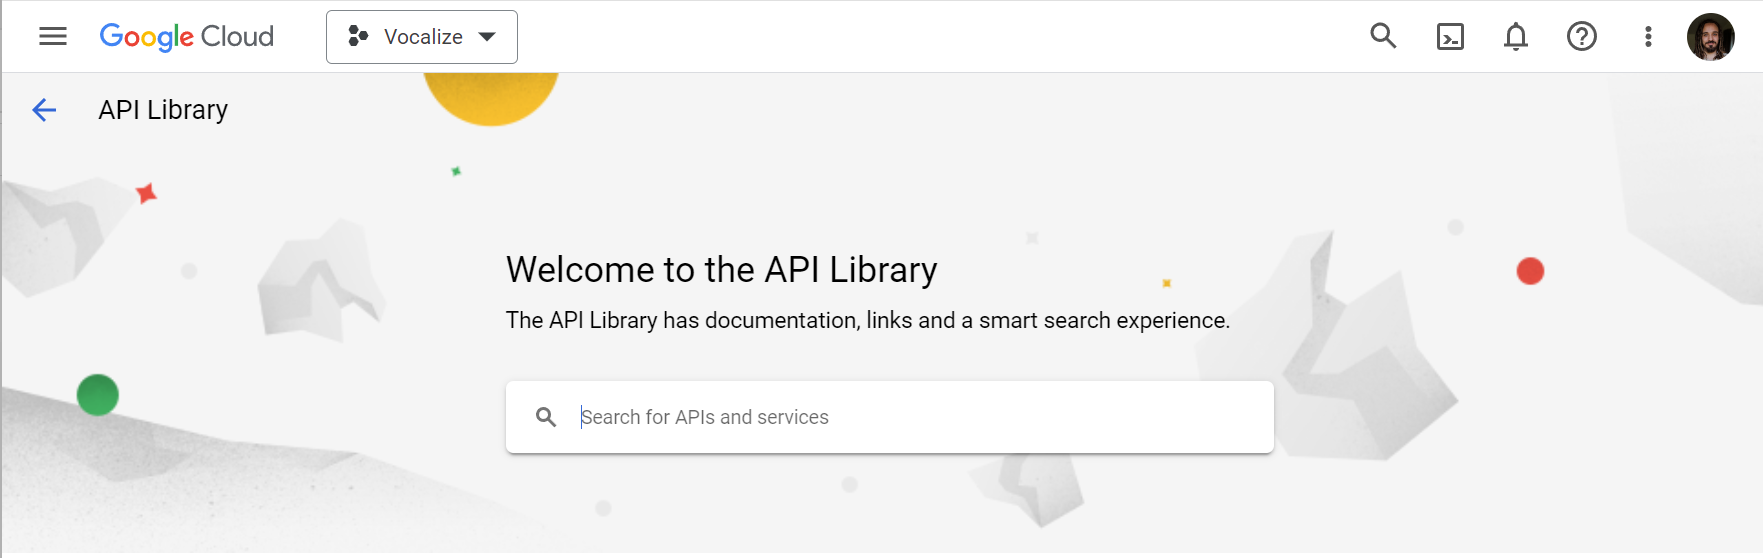 Google Cloud
Vocalize
API Library
Welcome to the API Library
The API Library has documentation, links and a smart search experience.
Search for APIs and services